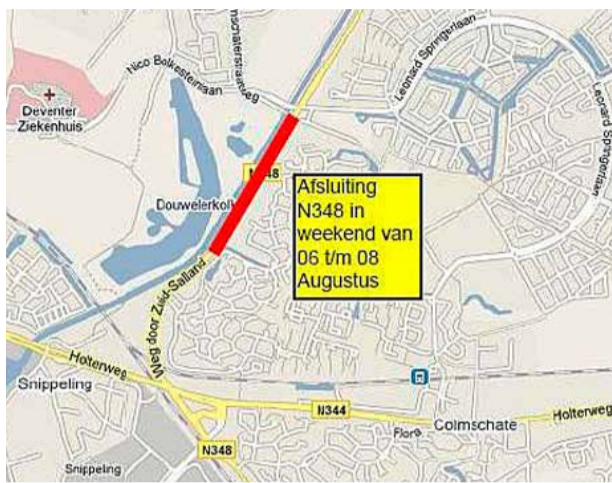 nschaterstraatweg
Nico Bolkesteinlaan
Leonard Springerlaan
Leonard Springerlaan
Deventer
Ziekenhuis
N348
Douwelerkolk
Afsluiting
N348 in
weekend van
06 t/m 08
Augustus
Weg door Zuid-Salland
Holterweg
Snippeling
N344
Holterweg
Flora
Colmschate
N348
Snippeling